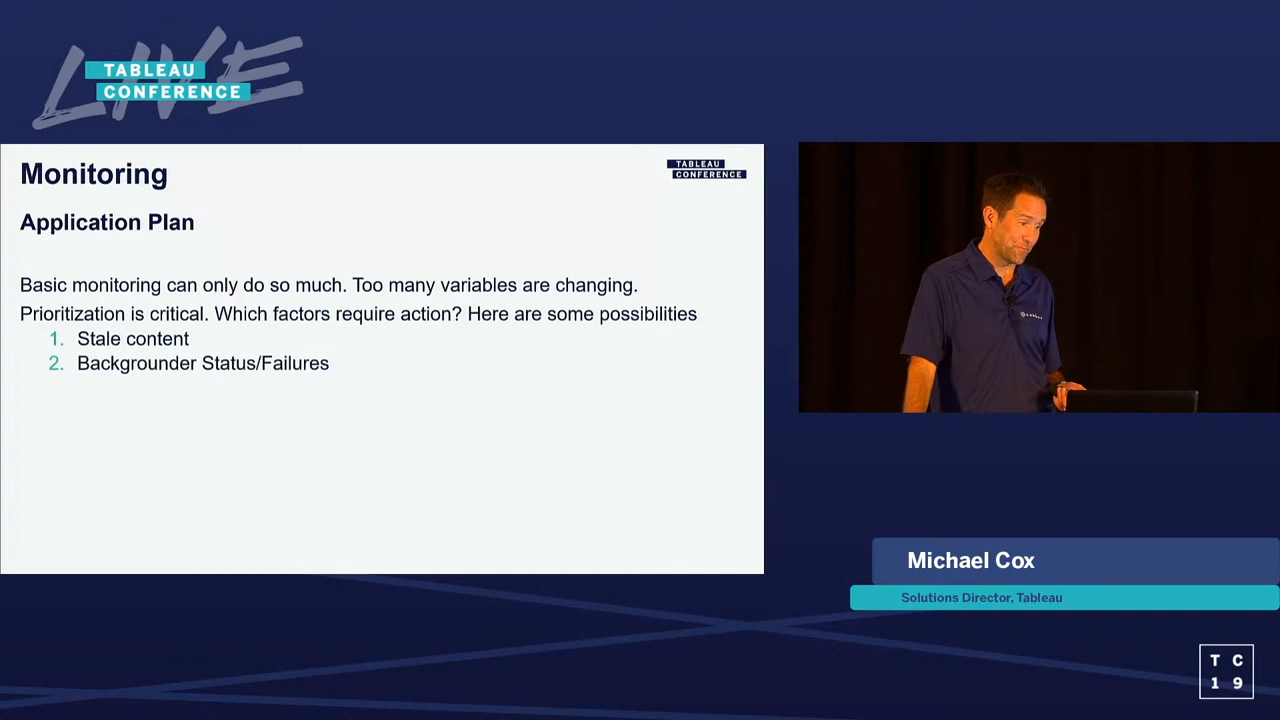 LIVE
TABLEAU
CONFERENCE
Monitoring
TABLEAU
CONFERENCE
Application Plan
Basic monitoring can only do so much. Too many variables are changing.
Prioritization is critical. Which factors require action? Here are some possibilities
1. Stale content
2. Backgrounder Status/Failures
Michael Cox
Solutions Director, Tableau
T C
1 9